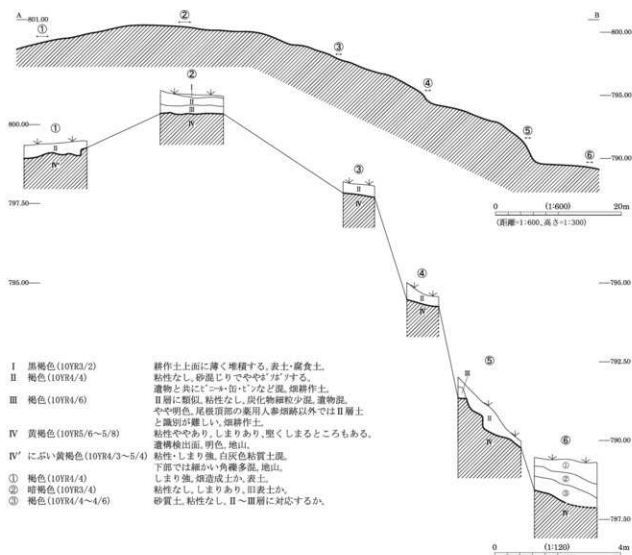 A
801.00
B
800.00
795.00
790.00
① ② ③ ④ ⑤ ⑥
0 (1:600) 20m
(距離=1:600、高さ=1:300)
800.00
797.50
795.00
795.00
792.50
790.00
787.50
①
Ⅱ
Ⅳ
②
Ⅰ
Ⅱ
Ⅲ
Ⅳ
③
Ⅱ
Ⅳ
④
Ⅱ
Ⅳ
⑤
Ⅲ
Ⅱ
Ⅳ
⑥
①
②
③
Ⅳ
Ⅰ 黒褐色(10YR3/2) 耕作土上面に薄く堆積する。表土・腐食土。
Ⅱ 褐色(10YR4/4) 粘性なし、砂混じりでややボソボソする。
遺物と共にビニール・缶・ビンなど混。畑耕作土。
Ⅲ 褐色(10YR4/6) Ⅱ層に類似。粘性なし、炭化物細粒少混。遺物混。
やや明色。尾根頂部の薬用人参畑跡以外ではⅡ層土
と識別が難しい。畑耕作土。
Ⅳ 黄褐色(10YR5/6～5/8) 粘性ややあり、しまりあり、堅くしまるところもある。
遺構検出面、明色、地山。
Ⅳ' にぶい黄褐色(10YR4/3～5/4) 粘性・しまり強、白灰色粘質土混。
下部では細かい角礫多混、地山。
① 褐色(10YR4/4) しまり強、畑造成土か、表土。
② 暗褐色(10YR3/4) 粘性なし、しまりあり、旧表土か。
③ 褐色(10YR4/4～4/6) 砂質土、粘性なし、Ⅱ～Ⅲ層に対応するか。
0 (1:120) 4m